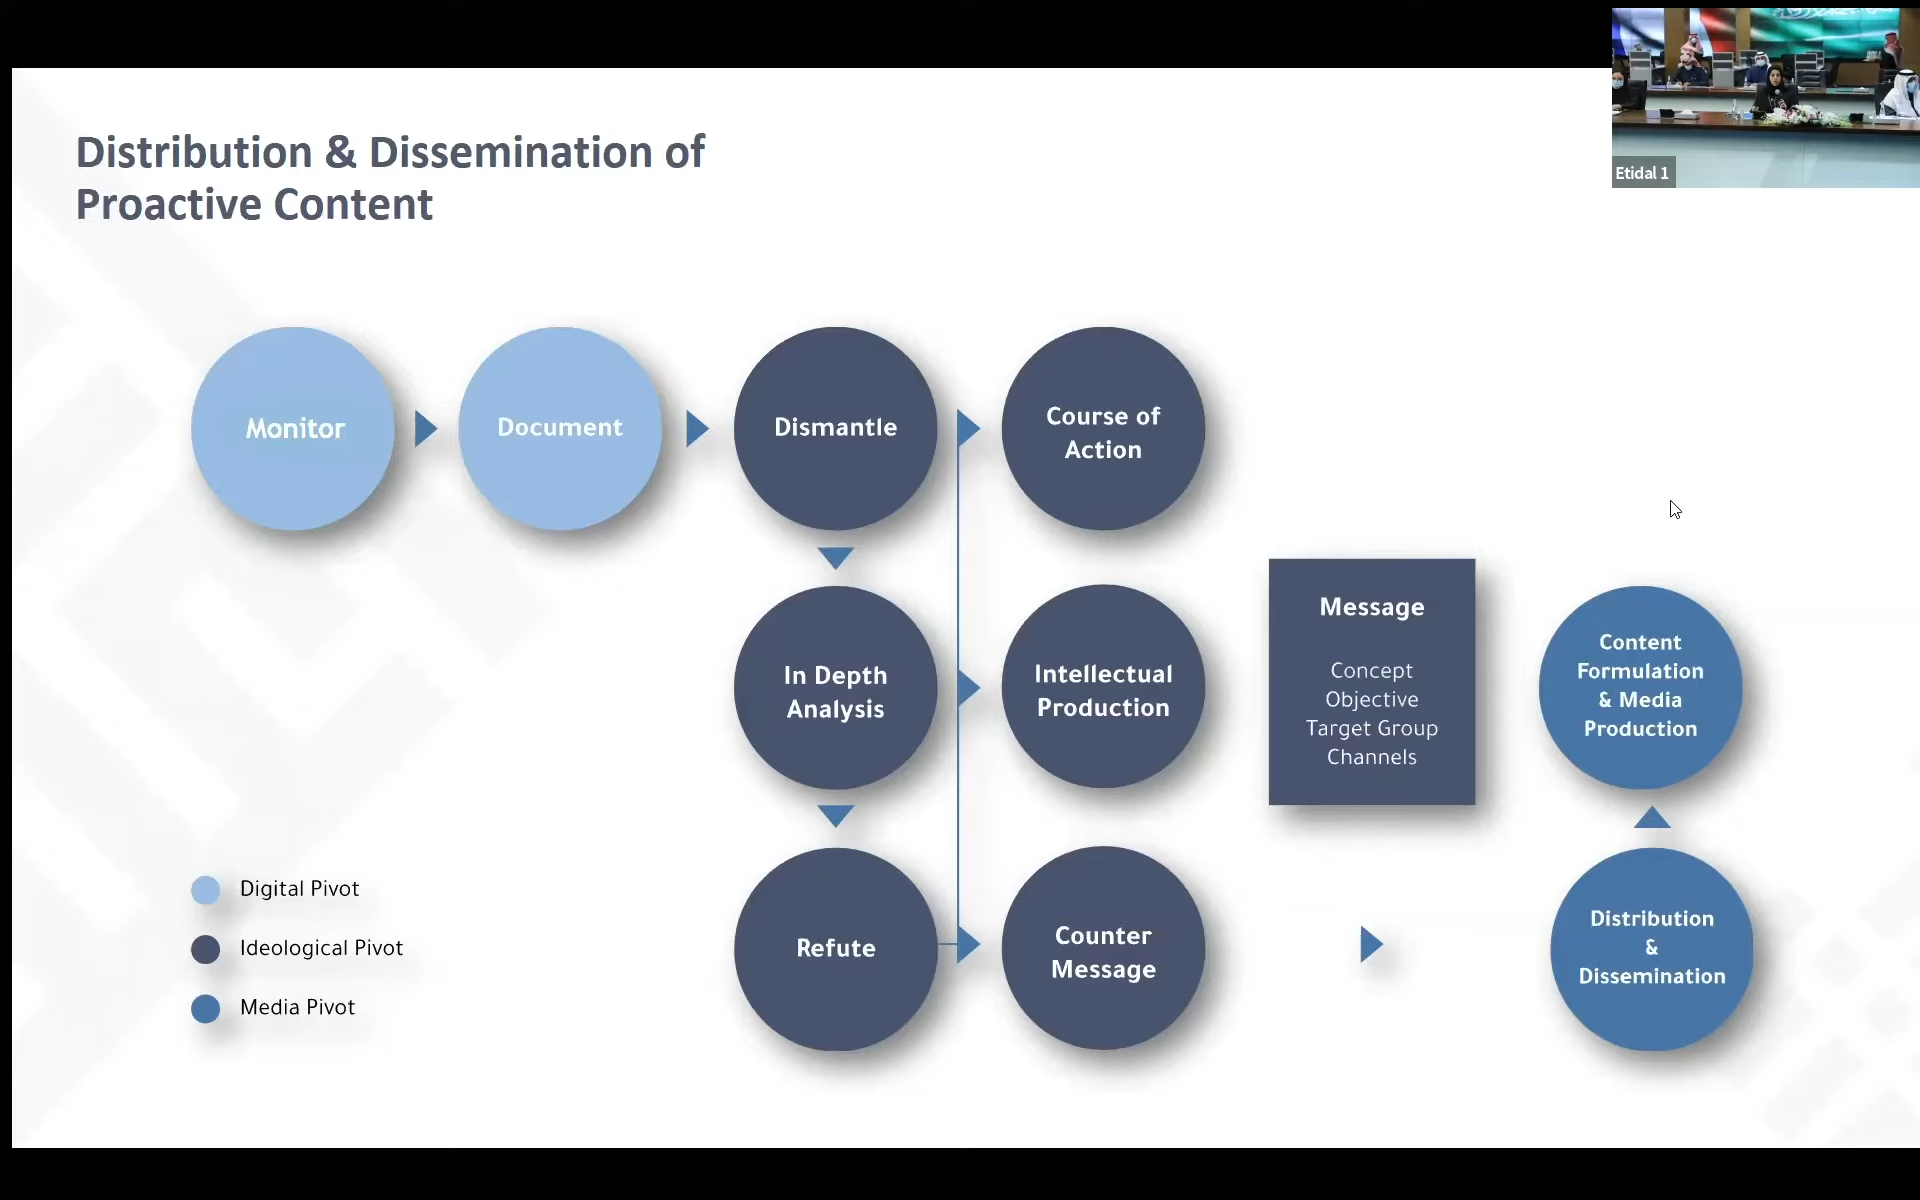 Distribution & Dissemination of
Proactive Content
Etidal 1
Monitor
Document
Dismantle
Course of
Action
In Depth
Analysis
Intellectual
Production
Message
Concept
Objective
Target Group
Channels
Content
Formulation
& Media
Production
Refute
Counter
Message
Distribution
&
Dissemination
Digital Pivot
Ideological Pivot
Media Pivot